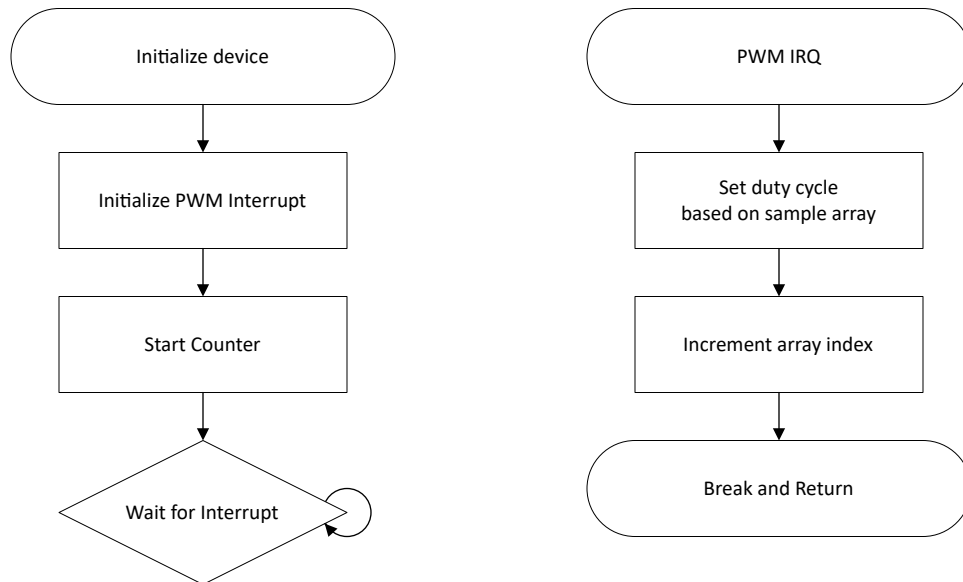 Initialize device
Initialize PWM Interrupt
Start Counter
Wait for Interrupt
PWM IRQ
Set duty cycle
based on sample array
Increment array index
Break and Return